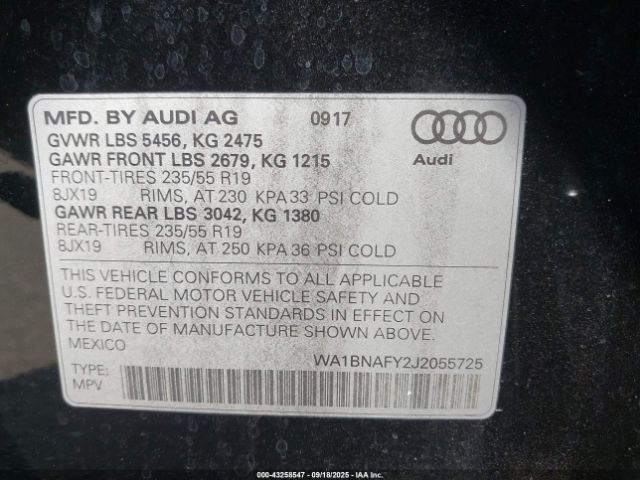 MFD. BY AUDI AG 0917
GVWR LBS 5456, KG 2475
GAWR FRONT LBS 2679, KG 1215
Audi
FRONT-TIRES 235/55 R19
8JX19 RIMS, AT 230 KPA 33 PSI COLD
GAWR REAR LBS 3042, KG 1380
REAR-TIRES 235/55 R19
8JX19 RIMS, AT 250 KPA 36 PSI COLD
THIS VEHICLE CONFORMS TO ALL APPLICABLE
U.S. FEDERAL MOTOR VEHICLE SAFETY AND
THEFT PREVENTION STANDARDS IN EFFECT ON
THE DATE OF MANUFACTURE SHOWN ABOVE.
MEXICO
WA1BNAFY2J2055725
TYPE:
MPV
000-43258547 - 09/18/2025 - IAA Inc.